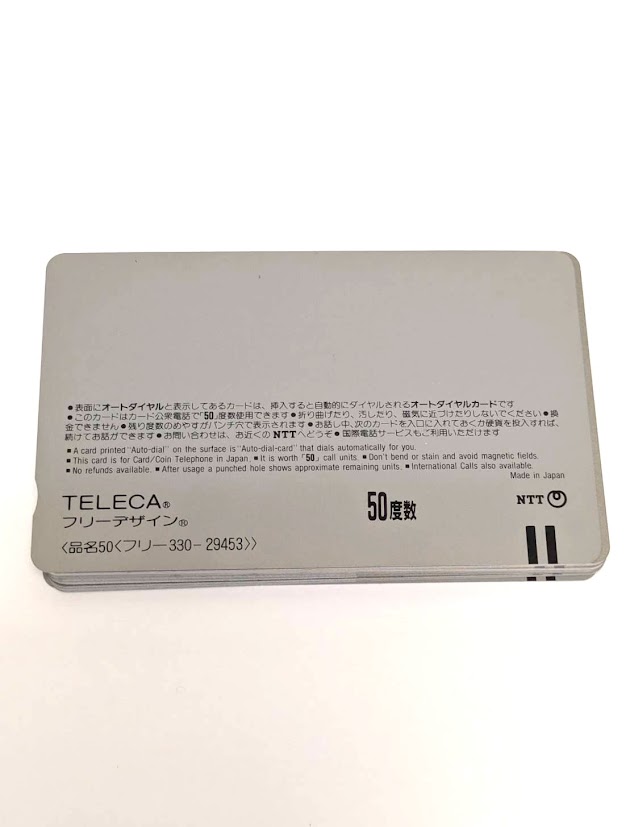 ●表面にオートダイヤルと表示してあるカードは、挿入すると自動的にダイヤルされるオートダイヤルカードです
●このカードはカード公衆電話で「50」度数使用できます●折り曲げたり、汚したり、磁気に近づけたりしないでください●換
金できません●残り度数のめやすがパンチ穴で表示されます●お話し中、次のカードを入口に入れておくか硬貨を投入すれば、
続けてお話ができます●お問い合わせは、お近くのNTTへどうぞ●国際電話サービスもご利用いただけます
■A card printed "Auto-dial" on the surface is "Auto-dial-card" that dials automatically for you.
■This card is for Card/Coin Telephone in Japan. ■It is worth「50」call units. ■Don't bend or stain and avoid magnetic fields.
■No refunds available. ■After usage a punched hole shows approximate remaining units. ■International Calls also available.
Made in Japan
TELECA®
フリーデザイン®
50度数
NTT
〈品名50〈フリー330-29453〉〉